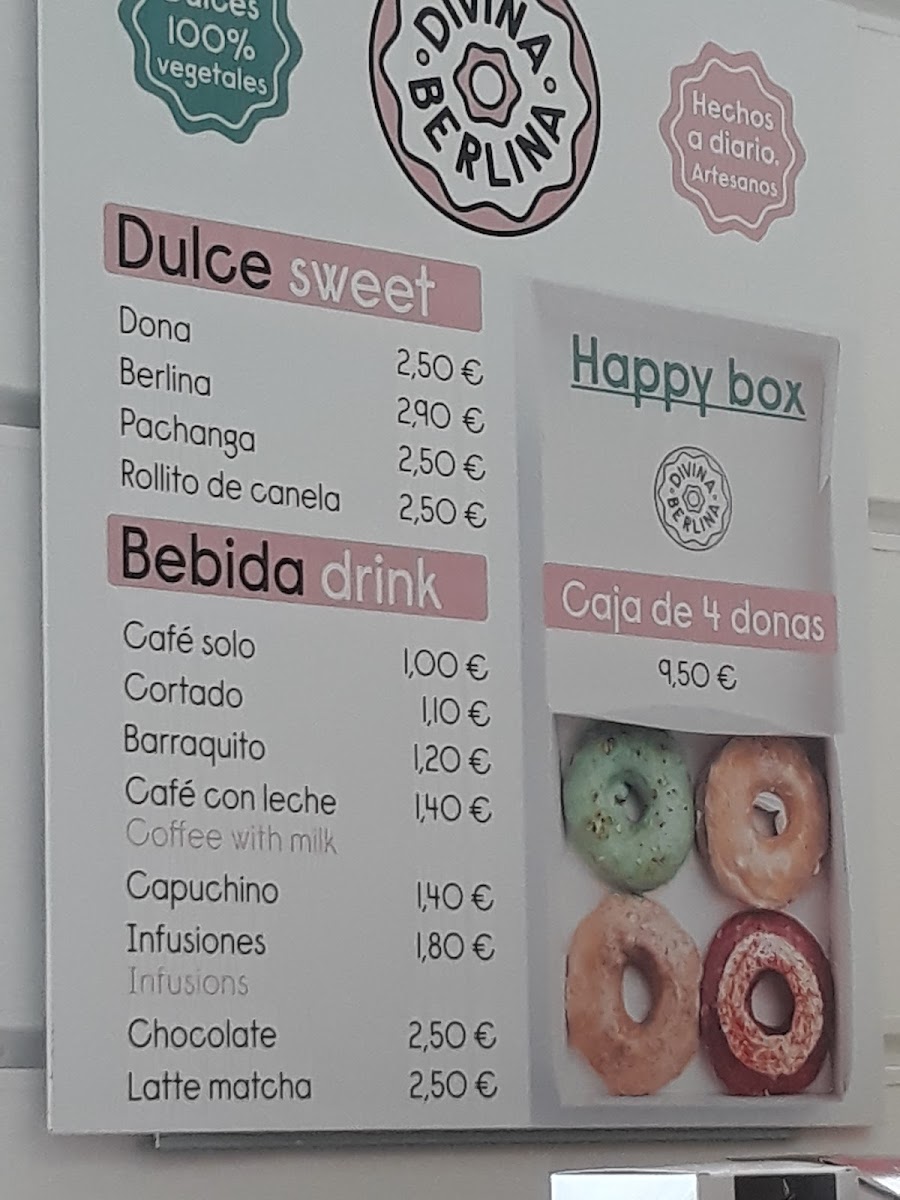 Dulces
100%
vegetales
DIVINA
BERLINA
Hechos
a diario.
Artesanos
Dulce sweet
Dona 2,50 €
Berlina 2,90 €
Pachanga 2,50 €
Rollito de canela 2,50 €
Bebida drink
Café solo 1,00 €
Cortado 1,10 €
Barraquito 1,20 €
Café con leche 1,40 €
Coffee with milk
Capuchino 1,40 €
Infusiones 1,80 €
Infusions
Chocolate 2,50 €
Latte matcha 2,50 €
Happy box
DIVINA
BERLINA
Caja de 4 donas
9,50 €